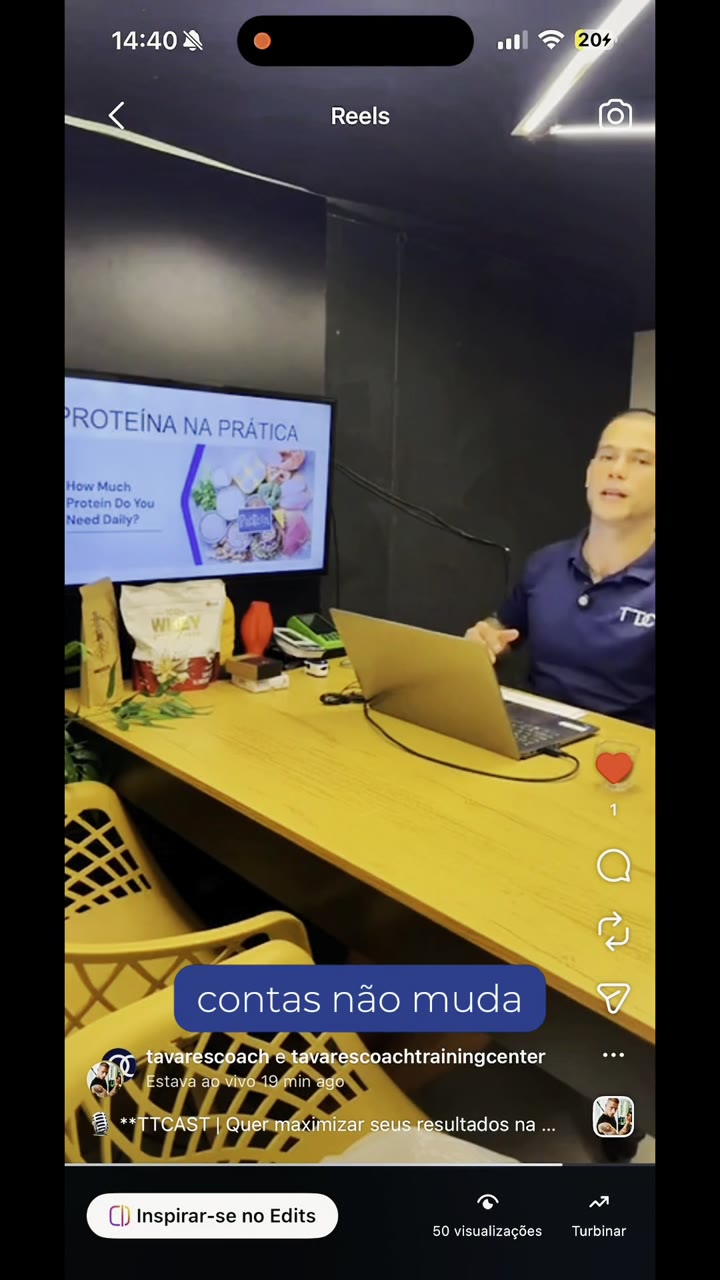 14:40
20
Reels
PROTEÍNA NA PRÁTICA
How Much
Protein Do You
Need Daily?
Protein
WHEY
TTDC
1
contas não muda
tavarescoach e tavarescoachtrainingcenter
Estava ao vivo 19 min ago
**TTCAST | Quer maximizar seus resultados na ...
Inspirar-se no Edits
50 visualizações
Turbinar